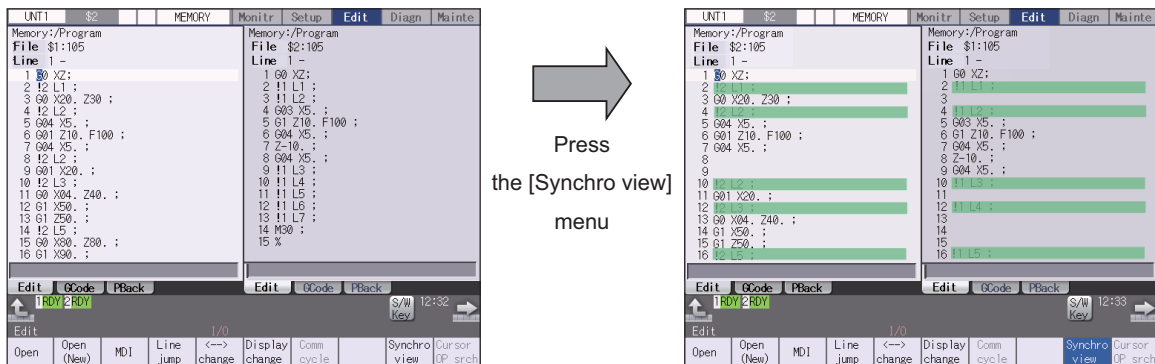 UNT1 $2 MEMORY Monitr Setup Edit Diagn Mainte
Memory:/Program
File $1:105
Line 1 -
1 G0 XZ;
2 !2 L1 ;
3 G0 X20. Z30 ;
4 !2 L2 ;
5 G04 X5. ;
6 G01 Z10. F100 ;
7 G04 X5. ;
8 !2 L2 ;
9 G01 X20. ;
10 !2 L3 ;
11 G0 X04. Z40. ;
12 G1 X50. ;
13 G1 Z50. ;
14 !2 L5 ;
15 G0 X80. Z80. ;
16 G1 X90. ;
Memory:/Program
File $2:105
Line 1 -
1 G0 XZ;
2 !1 L1 ;
3 !1 L2 ;
4 G03 X5. ;
5 G1 Z10. F100 ;
6 G04 X5. ;
7 Z-10. ;
8 G04 X5. ;
9 !1 L3 ;
10 !1 L4 ;
11 !1 L5 ;
12 !1 L6 ;
13 !1 L7 ;
14 M30 ;
15 %
Edit GCode PBack Edit GCode PBack
1RDY 2RDY S/W Key 12:32
Edit I/O
Open Open (New) MDI Line jump <--> change Display change Comm cycle Synchro view Cursor OP srch
Press
the [Synchro view]
menu
UNT1 $2 MEMORY Monitr Setup Edit Diagn Mainte
Memory:/Program
File $1:105
Line 1 -
1 G0 XZ;
2 !2 L1 ;
3 G0 X20. Z30 ;
4 !2 L2 ;
5 G04 X5. ;
6 G01 Z10. F100 ;
7 G04 X5. ;
8
9
10 !2 L2 ;
11 G01 X20. ;
12 !2 L3 ;
13 G0 X04. Z40. ;
14 G1 X50. ;
15 G1 Z50. ;
16 !2 L5 ;
Memory:/Program
File $2:105
Line 1 -
1 G0 XZ;
2 !1 L1 ;
3
4 !1 L2 ;
5 G03 X5. ;
6 G1 Z10. F100 ;
7 G04 X5. ;
8 Z-10. ;
9 G04 X5. ;
10 !1 L3 ;
11
12 !1 L4 ;
13
14
15
16 !1 L5 ;
Edit GCode PBack Edit GCode PBack
1RDY 2RDY S/W Key 12:33
Edit I/O
Open Open (New) MDI Line jump <--> change Display change Comm cycle Synchro view Cursor OP srch